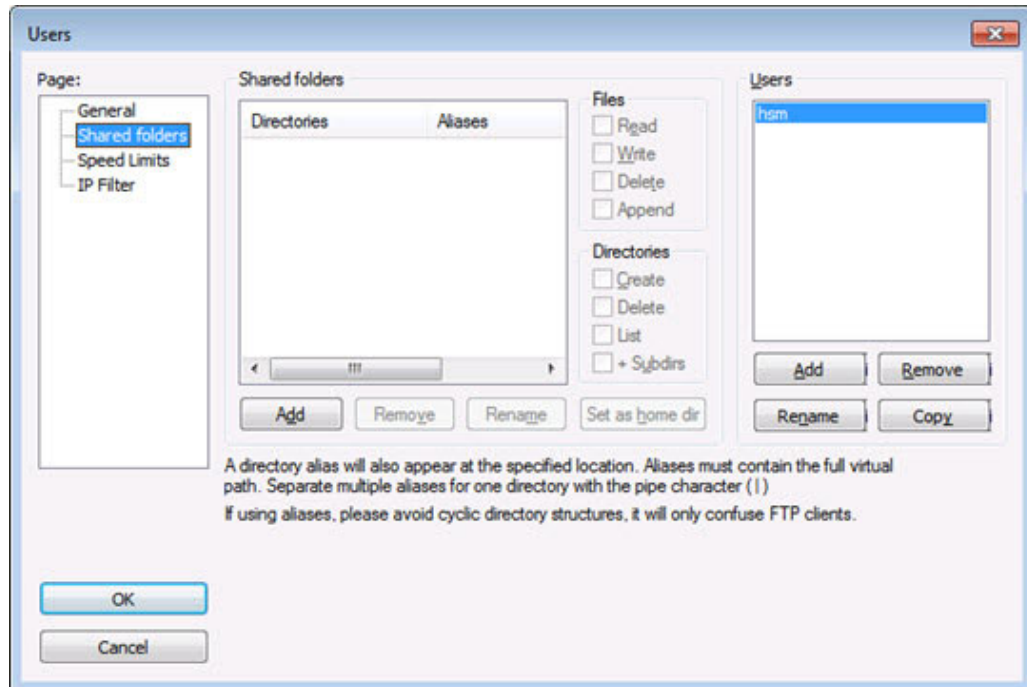 Users
Page:
General
Shared folders
Speed Limits
IP Filter
Shared folders
Directories Aliases
Files
Read
Write
Delete
Append
Directories
Create
Delete
List
+ Subdirs
Add Remove Rename Set as home dir
Users
hsm
Add Remove
Rename Copy
A directory alias will also appear at the specified location. Aliases must contain the full virtual
path. Separate multiple aliases for one directory with the pipe character (|)
If using aliases, please avoid cyclic directory structures, it will only confuse FTP clients.
OK
Cancel